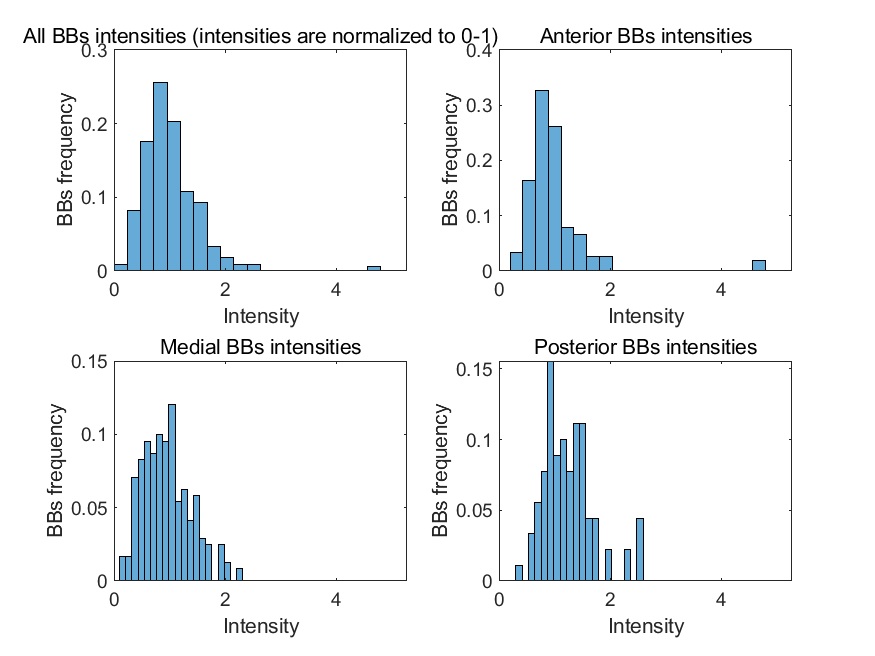 All BBs intensities (intensities are normalized to 0-1)
0.3
0.2
0.1
0
BBs frequency
0 2 4
Intensity
Anterior BBs intensities
0.4
0.3
0.2
0.1
0
BBs frequency
0 2 4
Intensity
Medial BBs intensities
0.15
0.1
0.05
0
BBs frequency
0 2 4
Intensity
Posterior BBs intensities
0.15
0.1
0.05
0
BBs frequency
0 2 4
Intensity